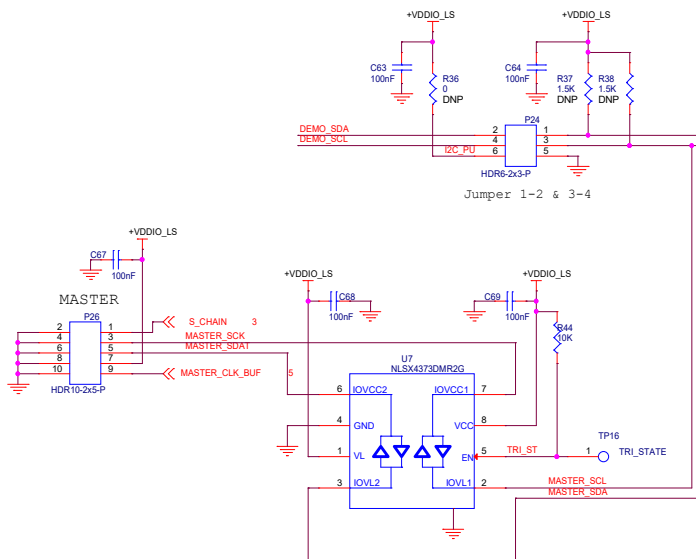 +VDDIO_LS +VDDIO_LS
C63
100nF
R36
0
DNP
C64
100nF
R37
1.5K
DNP
R38
1.5K
DNP
P24
DEMO_SDA 2 1
DEMO_SCL 4 3
I2C_PU 6 5
HDR6-2x3-P
Jumper 1-2 & 3-4
+VDDIO_LS
C67
100nF
MASTER
P26
2 1 S_CHAIN 3
4 3 MASTER_SCK
6 5 MASTER_SDAT
8 7
10 9 MASTER_CLK_BUF 5
HDR10-2x5-P
+VDDIO_LS +VDDIO_LS
C68
100nF
C69
100nF
R44
10K
U7
NLSX4373DMR2G
6 IOVCC2 IOVCC1 7
4 GND VCC 8
1 VL EN 5 TRI_ST
3 IOVL2 IOVL1 2
TP16
1 TRI_STATE
MASTER_SCL
MASTER_SDA